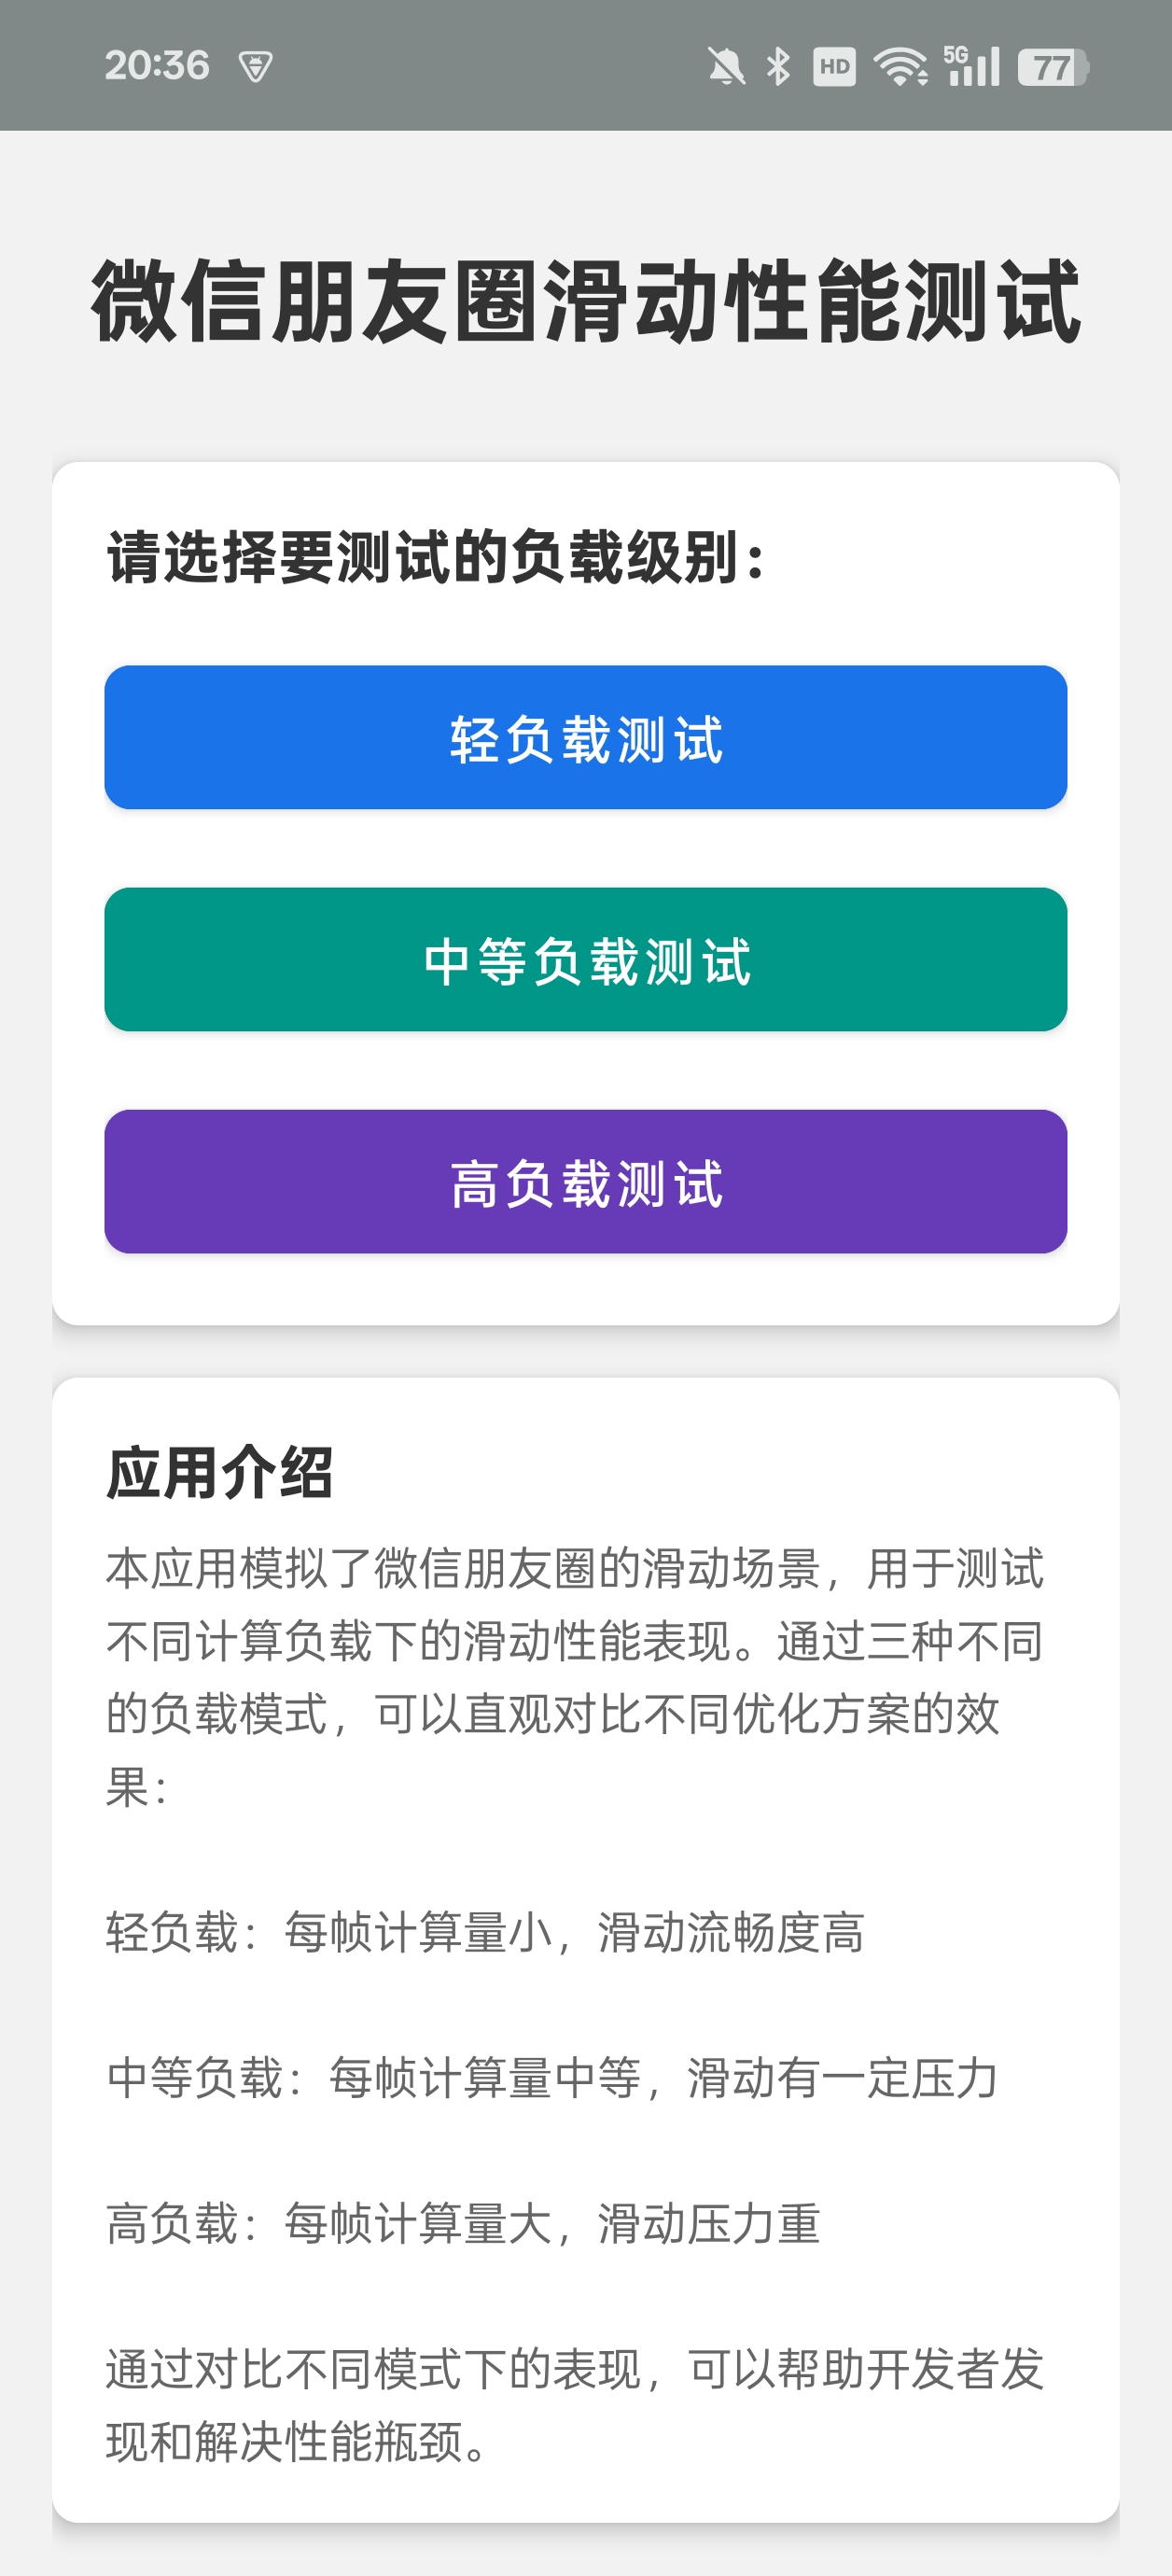 20:36
HD
5G
77
微信朋友圈滑动性能测试
请选择要测试的负载级别：
轻负载测试
中等负载测试
高负载测试
应用介绍
本应用模拟了微信朋友圈的滑动场景，用于测试
不同计算负载下的滑动性能表现。通过三种不同
的负载模式，可以直观对比不同优化方案的效
果：
轻负载：每帧计算量小，滑动流畅度高
中等负载：每帧计算量中等，滑动有一定压力
高负载：每帧计算量大，滑动压力重
通过对比不同模式下的表现，可以帮助开发者发
现和解决性能瓶颈。